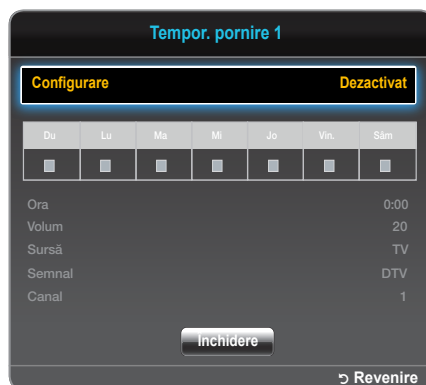 Tempor. pornire 1
Configurare Dezactivat
Du Lu Ma Mi Jo Vin. Sâm
Ora 0:00
Volum 20
Sursă TV
Semnal DTV
Canal 1
Inchidere
Revenire